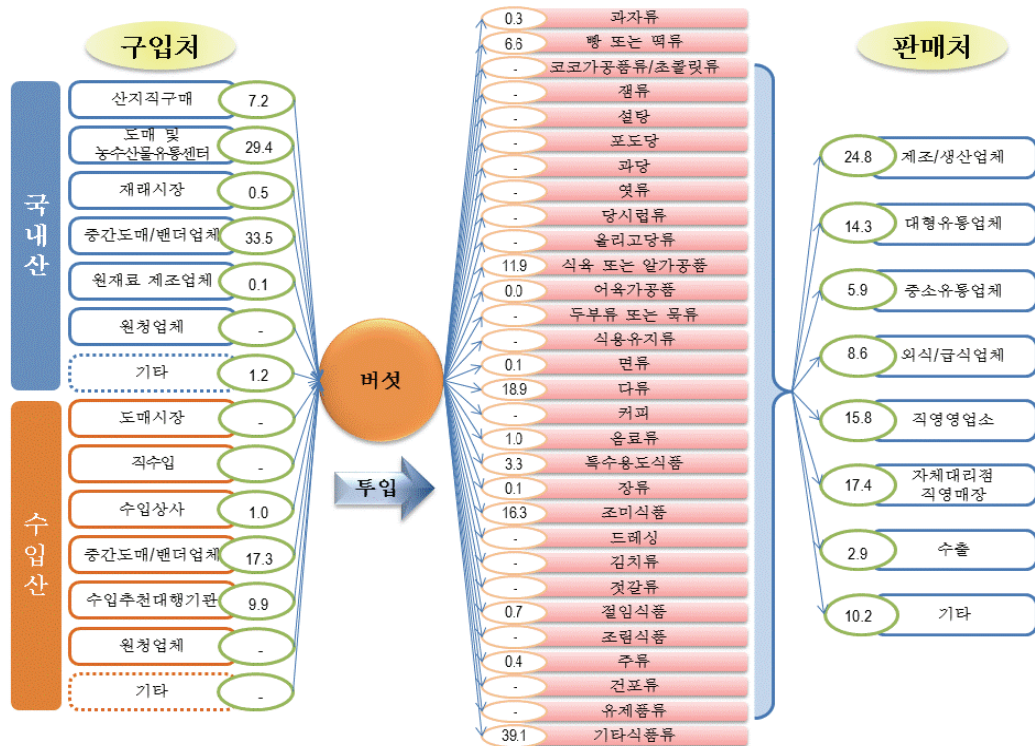 구입처
국내산
산지직구매 7.2
도매 및
농수산물유통센터 29.4
재래시장 0.5
중간도매/밴더업체 33.5
원재료 제조업체 0.1
원청업체 -
기타 1.2
수입산
도매시장 -
직수입 -
수입상사 1.0
중간도매/밴더업체 17.3
수입추천대행기관 9.9
원청업체 -
기타 -
버섯
투입
0.3 과자류
6.6 빵 또는 떡류
- 코코가공품류/초콜릿류
- 잼류
- 설탕
- 포도당
- 과당
- 엿류
- 당시럽류
- 올리고당류
11.9 식육 또는 알가공품
0.0 어육가공품
- 두부류 또는 묵류
- 식용유지류
0.1 면류
18.9 다류
- 커피
1.0 음료류
3.3 특수용도식품
0.1 장류
16.3 조미식품
- 드레싱
- 김치류
- 젓갈류
0.7 절임식품
- 조림식품
0.4 주류
- 건포류
- 유제품류
39.1 기타식품류
판매처
24.8 제조/생산업체
14.3 대형유통업체
5.9 중소유통업체
8.6 외식/급식업체
15.8 직영영업소
17.4 자체대리점
직영매장
2.9 수출
10.2 기타